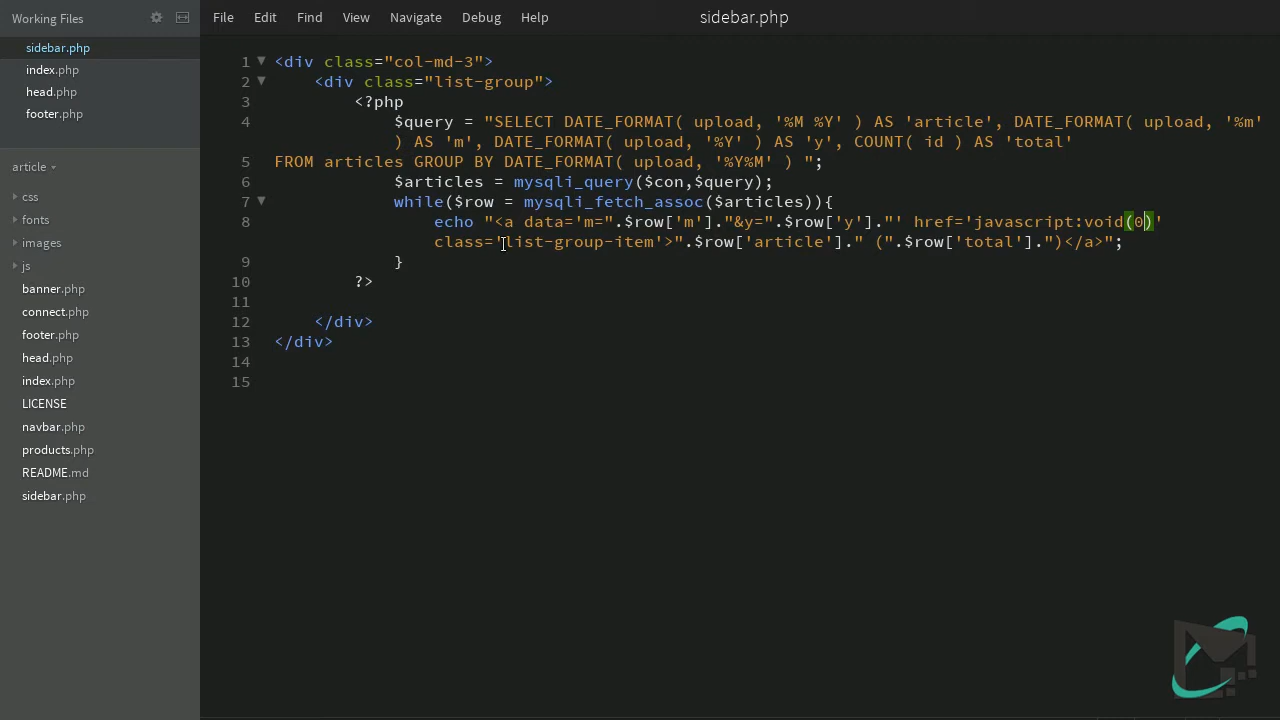 Working Files
File Edit Find View Navigate Debug Help
sidebar.php
sidebar.php
index.php
head.php
footer.php
article
css
fonts
images
js
banner.php
connect.php
footer.php
head.php
index.php
LICENSE
navbar.php
products.php
README.md
sidebar.php
1 <div class="col-md-3">
2 <div class="list-group">
3 <?php
4 $query = "SELECT DATE_FORMAT( upload, '%M %Y' ) AS 'article', DATE_FORMAT( upload, '%m'
) AS 'm', DATE_FORMAT( upload, '%Y' ) AS 'y', COUNT( id ) AS 'total'
5 FROM articles GROUP BY DATE_FORMAT( upload, '%Y%M' ) ";
6 $articles = mysqli_query($con,$query);
7 while($row = mysqli_fetch_assoc($articles)){
8 echo "<a data='m=".$row['m']."&y=".$row['y']."' href='javascript:void(0)'
class='list-group-item'>".$row['article']." (".$row['total'].")</a>";
9 }
10 ?>
11
12 </div>
13 </div>
14
15